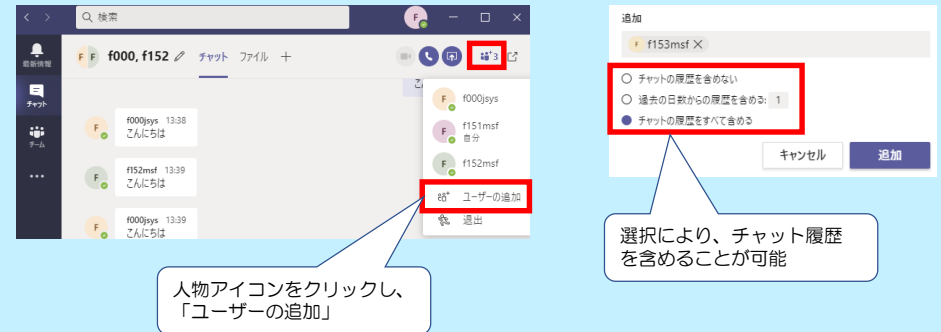 検索
F
最新情報
チャット
チーム
F F f000, f152 チャット ファイル
3
F f000jsys
F f151msf
自分
F f152msf
ユーザーの追加
退出
F f000jsys 13:38
こんにちは
F f152msf 13:39
こんにちは
F f000jsys 13:39
こんにちは
人物アイコンをクリックし、
「ユーザーの追加」
追加
F f153msf
チャットの履歴を含めない
過去の日数からの履歴を含める: 1
チャットの履歴をすべて含める
キャンセル 追加
選択により、チャット履歴
を含めることが可能